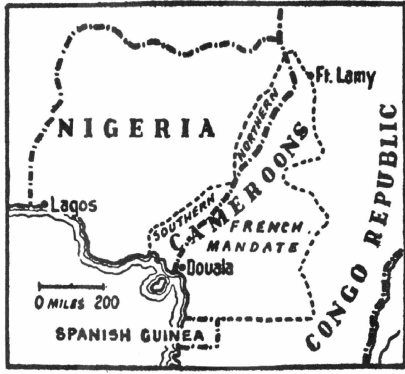 Ft. Lamy
NIGERIA
NORTHERN
CAMEROONS
CONGO REPUBLIC
Lagos
SOUTHERN
FRENCH
MANDATE
Douala
0 MILES 200
SPANISH GUINEA